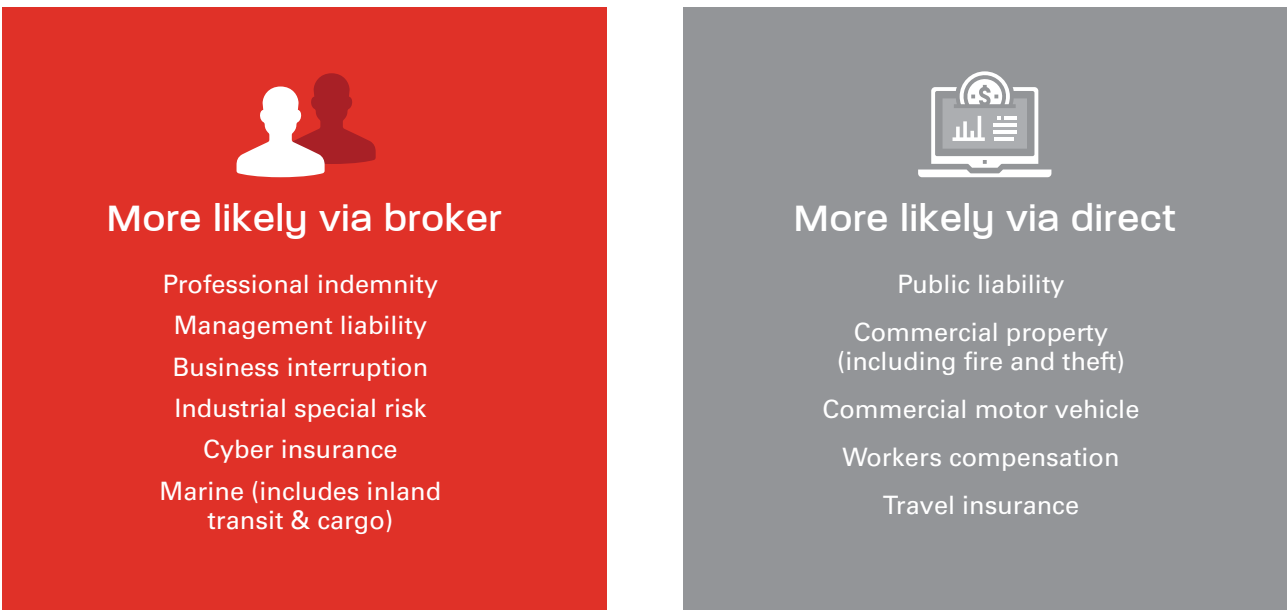 More likely via broker
Professional indemnity
Management liability
Business interruption
Industrial special risk
Cyber insurance
Marine (includes inland
transit & cargo)
$
More likely via direct
Public liability
Commercial property
(including fire and theft)
Commercial motor vehicle
Workers compensation
Travel insurance